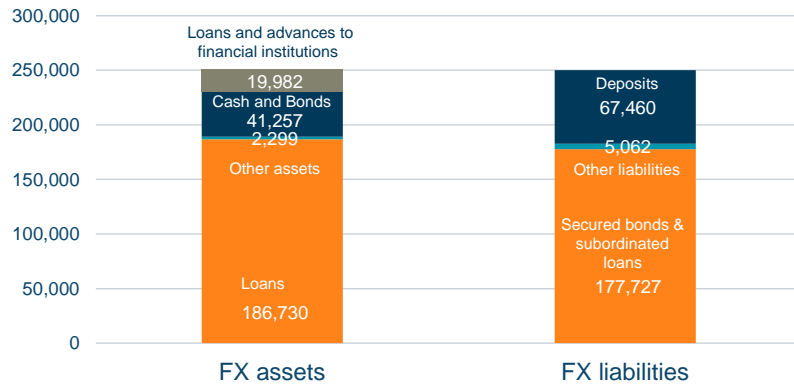 300,000
250,000
200,000
150,000
100,000
50,000
0
Loans and advances to
financial institutions
19,982
Cash and Bonds
41,257
2,299
Other assets
Loans
186,730
FX assets
Deposits
67,460
5,062
Other liabilities
Secured bonds &
subordinated
loans
177,727
FX liabilities